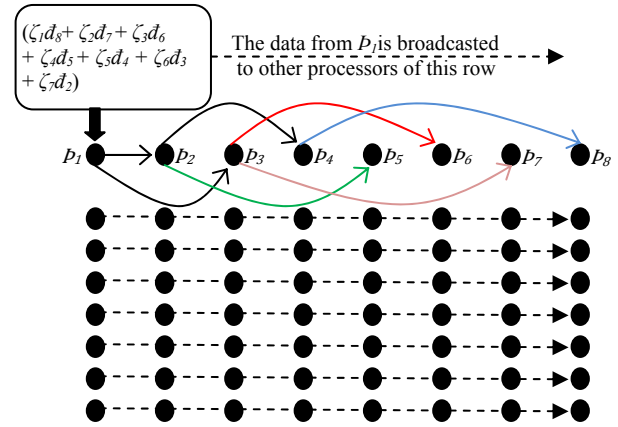 (ζ₁đ₈+ ζ₂đ₇+ ζ₃đ₆
+ ζ₄đ₅ + ζ₅đ₄ + ζ₆đ₃
+ ζ₇đ₂)
The data from Þ₁is broadcasted
to other processors of this row
Þ₁ Þ₂ Þ₃ Þ₄ Þ₅ Þ₆ Þ₇ Þ₈